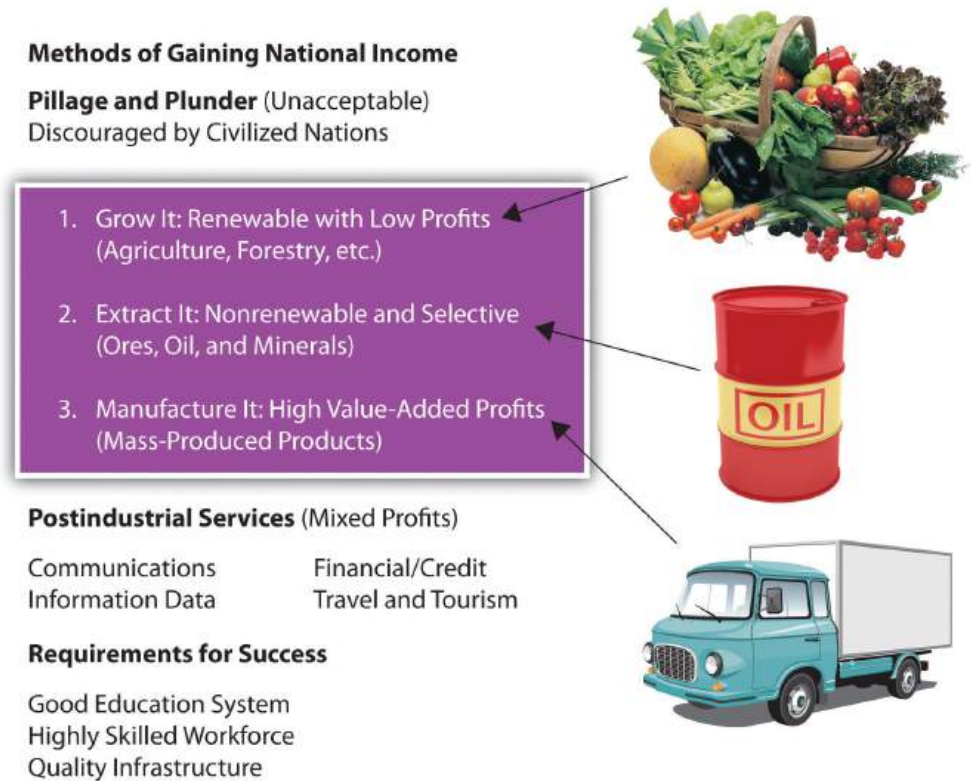 Methods of Gaining National Income
Pillage and Plunder (Unacceptable)
Discouraged by Civilized Nations
1. Grow It: Renewable with Low Profits
(Agriculture, Forestry, etc.)
2. Extract It: Nonrenewable and Selective
(Ores, Oil, and Minerals)
3. Manufacture It: High Value-Added Profits
(Mass-Produced Products)
OIL
Postindustrial Services (Mixed Profits)
Communications Financial/Credit
Information Data Travel and Tourism
Requirements for Success
Good Education System
Highly Skilled Workforce
Quality Infrastructure